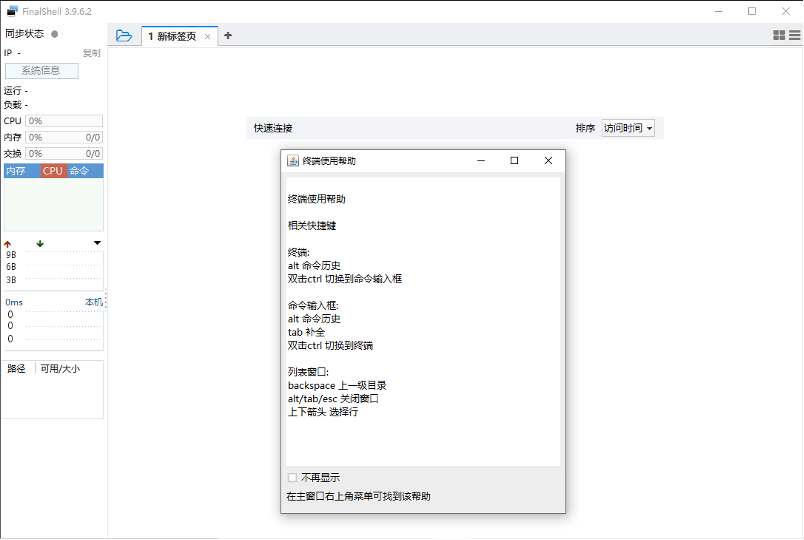 FinalShell 3.9.6.2
同步状态
1 新标签页
IP -
复制
系统信息
运行 -
负载 -
CPU 0%
内存 0% 0/0
交换 0% 0/0
内存 CPU 命令
9B
6B
3B
0ms 本机
0
0
0
路径 可用/大小
快速连接
排序 访问时间
终端使用帮助
终端使用帮助
相关快捷键
终端:
alt 命令历史
双击ctrl 切换到命令输入框
命令输入框:
alt 命令历史
tab 补全
双击ctrl 切换到终端
列表窗口:
backspace 上一级目录
alt/tab/esc 关闭窗口
上下箭头 选择行
不再显示
在主窗口右上角菜单可找到该帮助